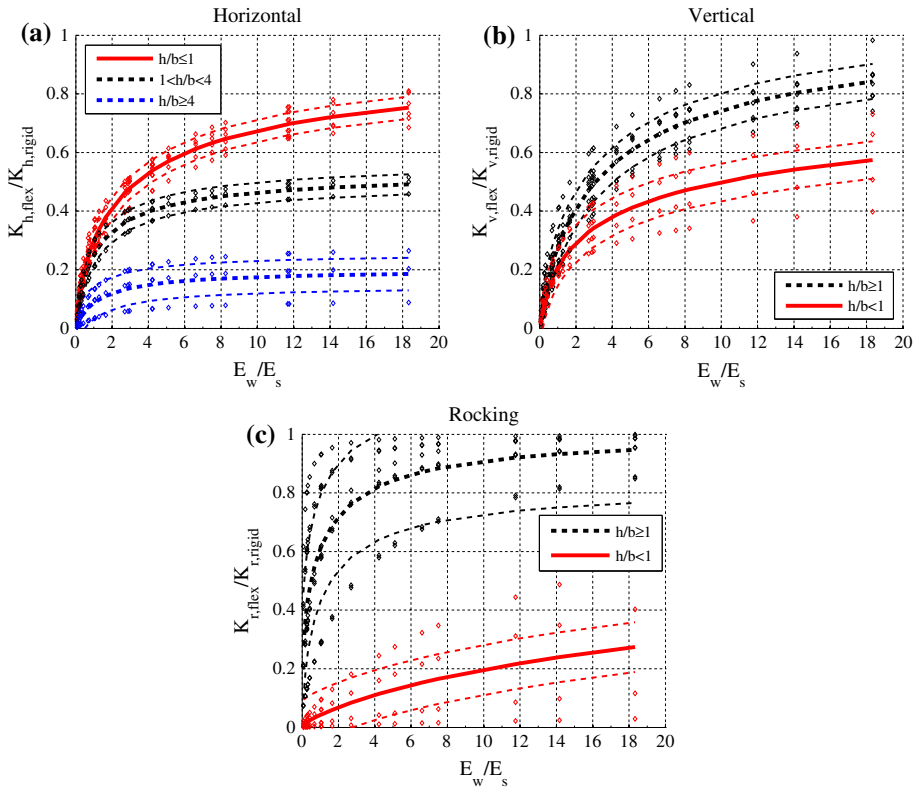 Horizontal
(a)
1
0.8
0.6
0.4
0.2
0
K_h,flex/K_h,rigid
h/b≤1
1<h/b<4
h/b≥4
0 2 4 6 8 10 12 14 16 18 20
E_w/E_s
Vertical
(b)
1
0.8
0.6
0.4
0.2
0
K_v,flex/K_v,rigid
h/b≥1
h/b<1
0 2 4 6 8 10 12 14 16 18 20
E_w/E_s
Rocking
(c)
1
0.8
0.6
0.4
0.2
0
K_r,flex/K_r,rigid
h/b≥1
h/b<1
0 2 4 6 8 10 12 14 16 18 20
E_w/E_s